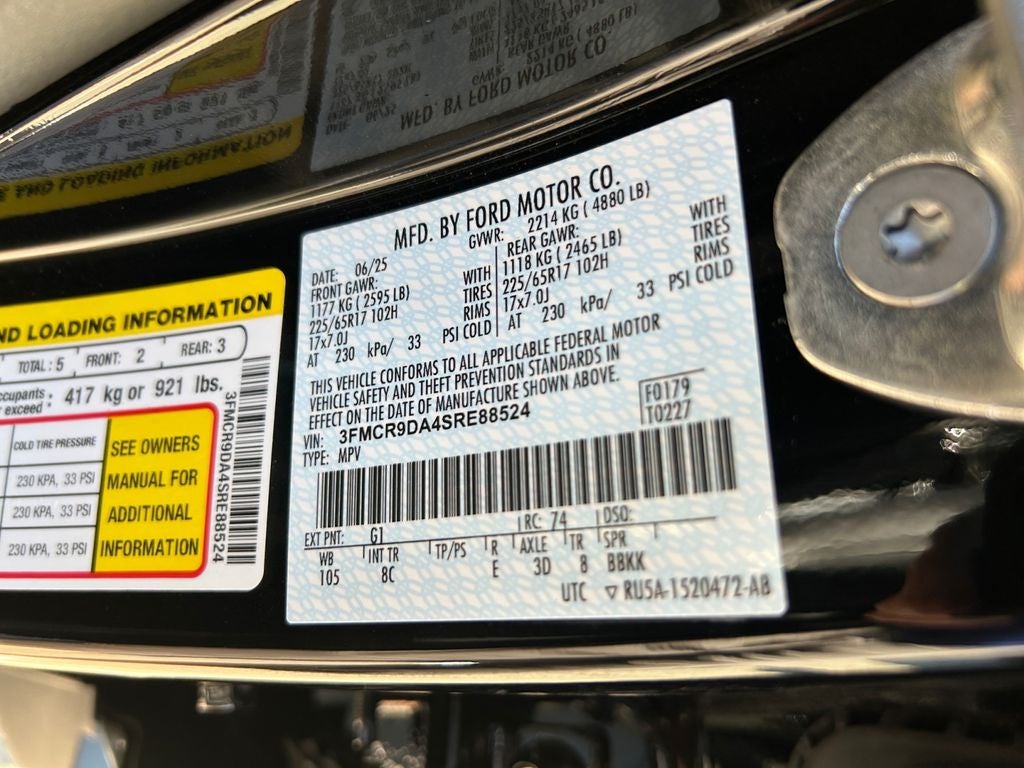 ND LOADING INFORMATION
TOTAL: 5 FRONT: 2 REAR: 3
ccupants
r exceed : 417 kg or 921 lbs.
COLD TIRE PRESSURE
230 KPA, 33 PSI
230 KPA, 33 PSI
230 KPA, 33 PSI
SEE OWNERS
MANUAL FOR
ADDITIONAL
INFORMATION
3FMCR9DA4SRE88524
MFD. BY FORD MOTOR CO.
DATE: 06/25 GVWR: 2214 KG ( 4880 LB)
FRONT GAWR: WITH
1177 KG ( 2595 LB) TIRES
225/65R17 102H RIMS
17x7.0J
AT 230 kPa/ 33 PSI COLD
REAR GAWR: WITH
1118 KG ( 2465 LB) TIRES
225/65R17 102H RIMS
17x7.0J
AT 230 kPa/ 33 PSI COLD
THIS VEHICLE CONFORMS TO ALL APPLICABLE FEDERAL MOTOR
VEHICLE SAFETY AND THEFT PREVENTION STANDARDS IN
EFFECT ON THE DATE OF MANUFACTURE SHOWN ABOVE.
VIN: 3FMCR9DA4SRE88524
TYPE: MPV
F0179
T0227
EXT PNT: G1 RC: 74 DSO:
WB INT TR TP/PS R AXLE TR SPR
105 8C E 3D 8 BBKK
UTC ▽ RU5A-1520472-AB